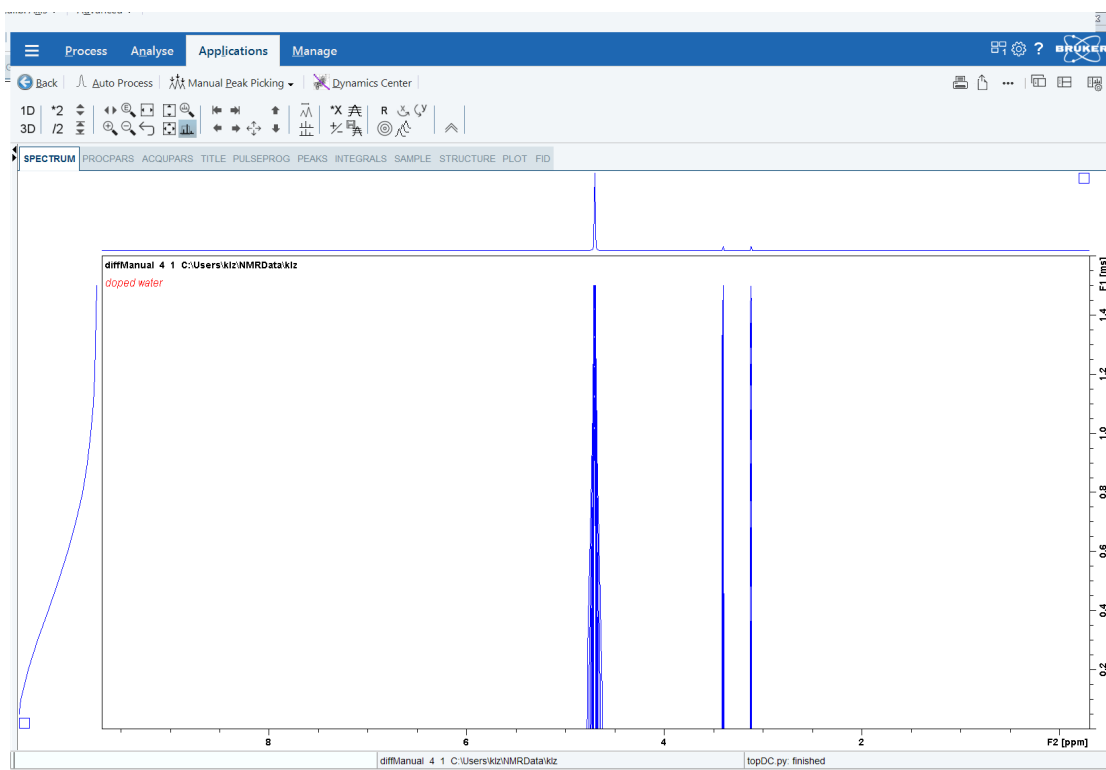 Process Analyse Applications Manage ? BRUKER
Back Auto Process Manual Peak Picking Dynamics Center ...
1D *2 *X R X Y
3D /2 +/-
SPECTRUM PROCPARS ACQUPARS TITLE PULSEPROG PEAKS INTEGRALS SAMPLE STRUCTURE PLOT FID
diffManual 4 1 C:\Users\klz\NMRData\klz
doped water
F1 [ms]
1.4
1.2
1.0
0.8
0.6
0.4
0.2
8 6 4 2 F2 [ppm]
diffManual 4 1 C:\Users\klz\NMRData\klz topDC.py: finished